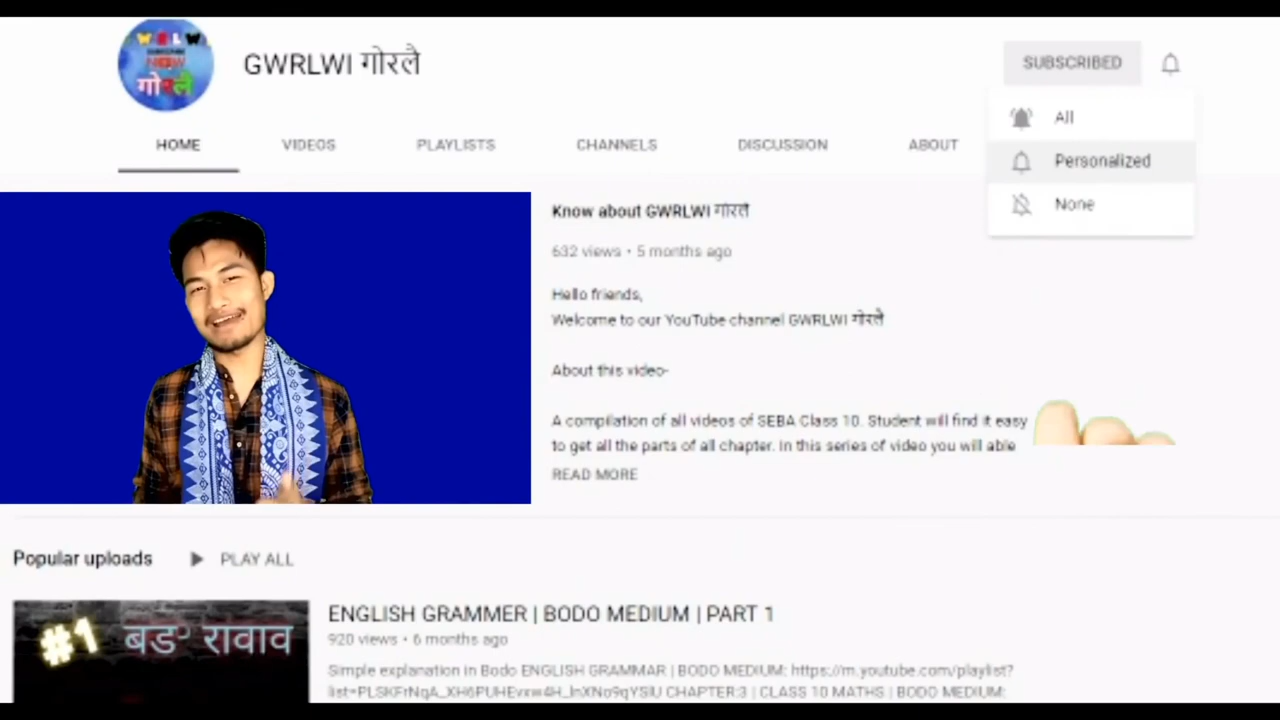 W R L W
SUBSCRIBE
NOW
गोरलै
GWRLWI गोरलै
SUBSCRIBED
All
Personalized
None
HOME VIDEOS PLAYLISTS CHANNELS DISCUSSION ABOUT
Know about GWRLWI गोरलै
632 views • 5 months ago
Hello friends,
Welcome to our YouTube channel GWRLWI गोरलै
About this video-
A compilation of all videos of SEBA Class 10. Student will find it easy
to get all the parts of all chapter. In this series of video you will able
READ MORE
Popular uploads PLAY ALL
#1 बड' रावाव
ENGLISH GRAMMER | BODO MEDIUM | PART 1
920 views • 6 months ago
Simple explanation in Bodo ENGLISH GRAMMAR | BODO MEDIUM: https://m.youtube.com/playlist?
CHAPTER:3 | CLASS 10 MATHS | BODO MEDIUM: